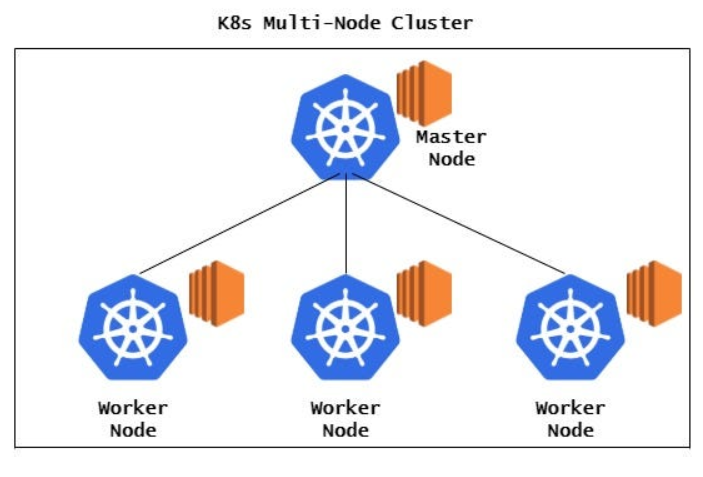 K8s Multi-Node Cluster
Master
Node
Worker
Node
Worker
Node
Worker
Node